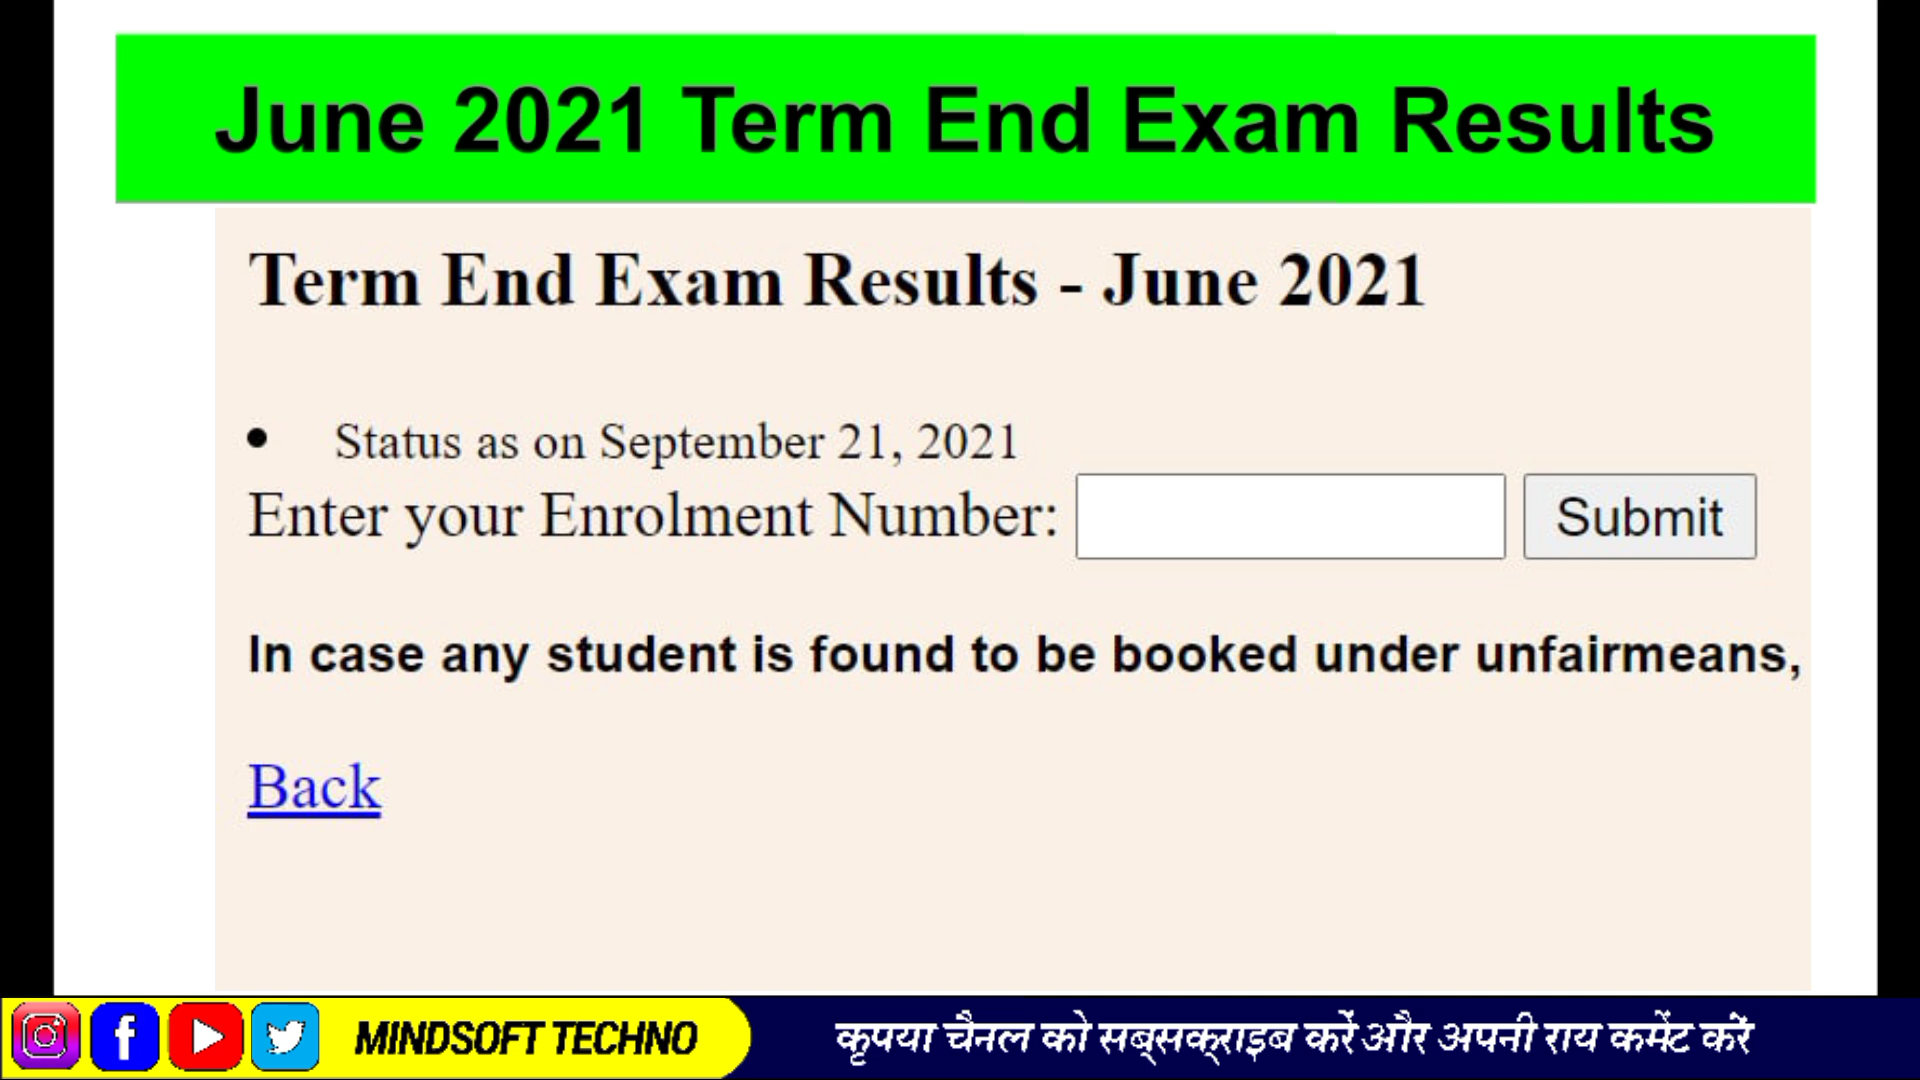 June 2021 Term End Exam Results
Term End Exam Results - June 2021
• Status as on September 21, 2021
Enter your Enrolment Number: Submit
In case any student is found to be booked under unfairmeans,
Back
MINDSOFT TECHNO
कृपया चैनल को सब्सक्राइब करें और अपनी राय कमेंट करें